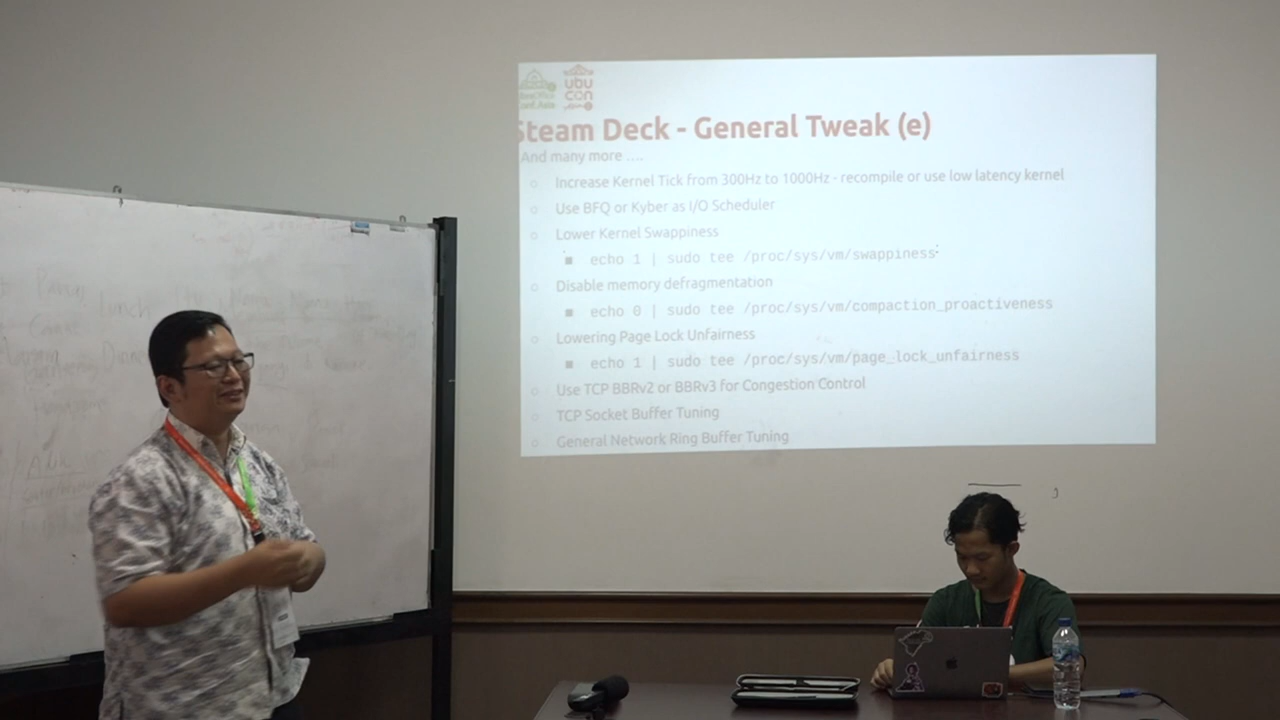 ubu
con
Steam Deck - General Tweak (e)
And many more ....
Increase Kernel Tick from 300Hz to 1000Hz - recompile or use low latency kernel
Use BFQ or Kyber as I/O Scheduler
Lower Kernel Swappiness
echo 1 | sudo tee /proc/sys/vm/swappiness
Disable memory defragmentation
echo 0 | sudo tee /proc/sys/vm/compaction_proactiveness
Lowering Page Lock Unfairness
echo 1 | sudo tee /proc/sys/vm/page_lock_unfairness
Use TCP BBRv2 or BBRv3 for Congestion Control
TCP Socket Buffer Tuning
General Network Ring Buffer Tuning